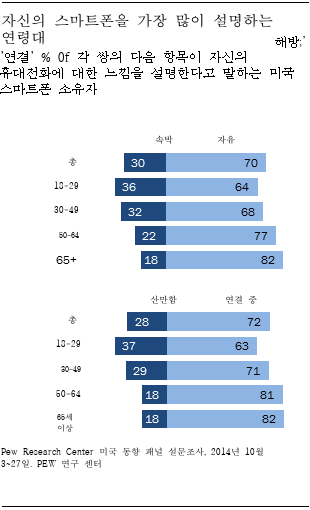 자신의 스마트폰을 가장 많이 설명하는
연령대
해방;'
'연결' % Of 각 쌍의 다음 항목이 자신의
휴대전화에 대한 느낌을 설명한다고 말하는 미국
스마트폰 소유자
속박 자유
총 30 70
18-29 36 64
30-49 32 68
50-64 22 77
65+ 18 82
산만함 연결 중
총 28 72
18-29 37 63
30-49 29 71
50-64 18 81
65세 18 82
이상
Pew Research Center 미국 동향 패널 설문조사, 2014년 10월
3~27일. PEW 연구 센터